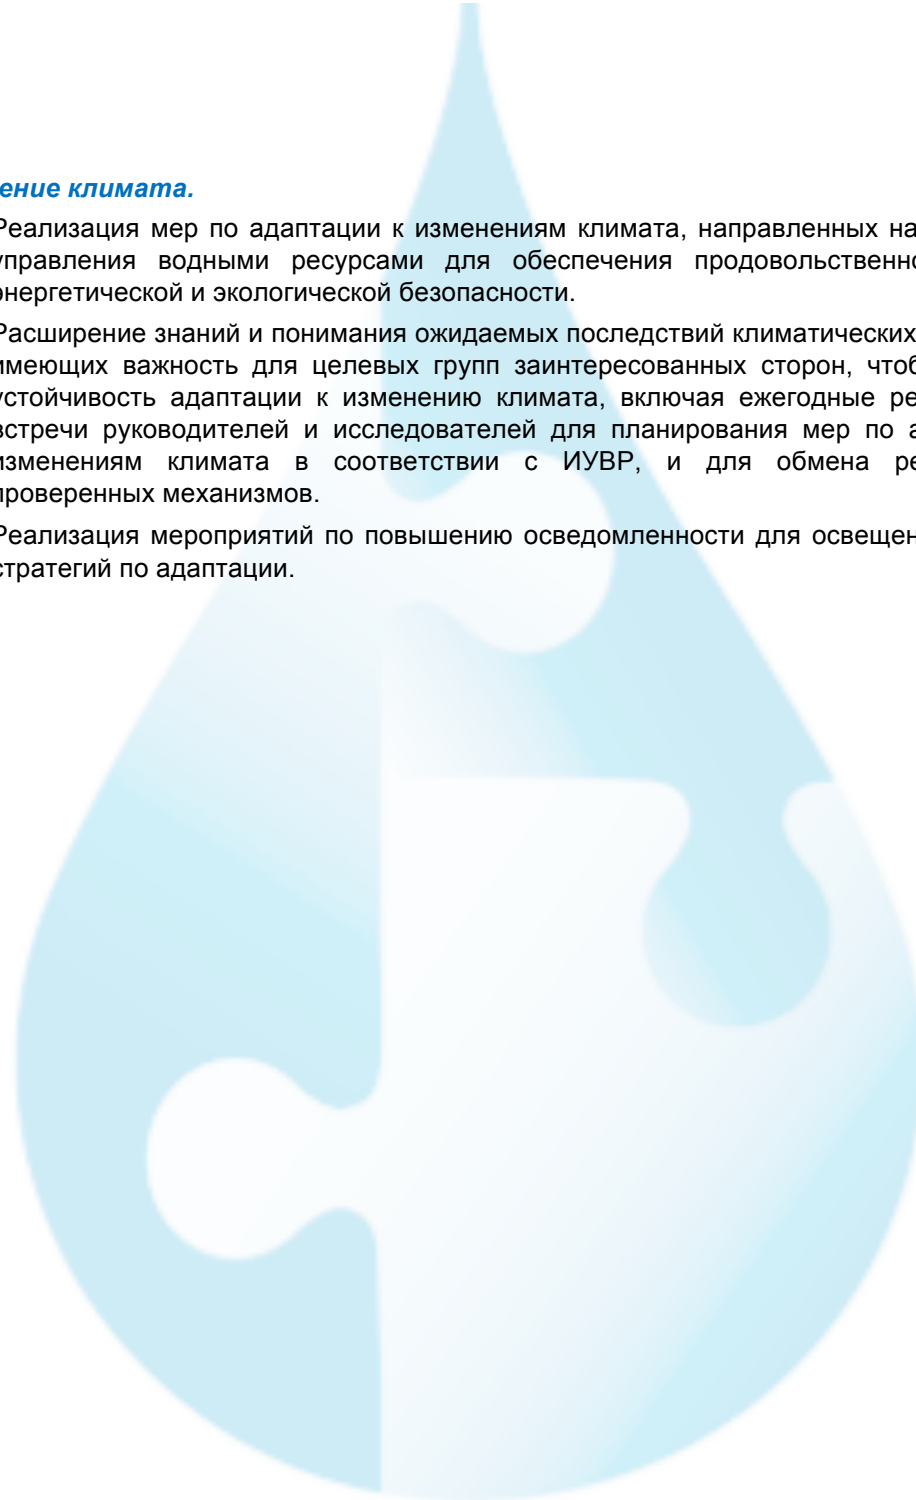 ение климата.
Реализация мер по адаптации к изменениям климата, направленных на
управления водными ресурсами для обеспечения продовольственно
энергетической и экологической безопасности.
Расширение знаний и понимания ожидаемых последствий климатических
имеющих важность для целевых групп заинтересованных сторон, чтоб
устойчивость адаптации к изменению климата, включая ежегодные ре
встречи руководителей и исследователей для планирования мер по а
изменениям климата в соответствии с ИУВР, и для обмена ре
проверенных механизмов.
Реализация мероприятий по повышению осведомленности для освещен
стратегий по адаптации.